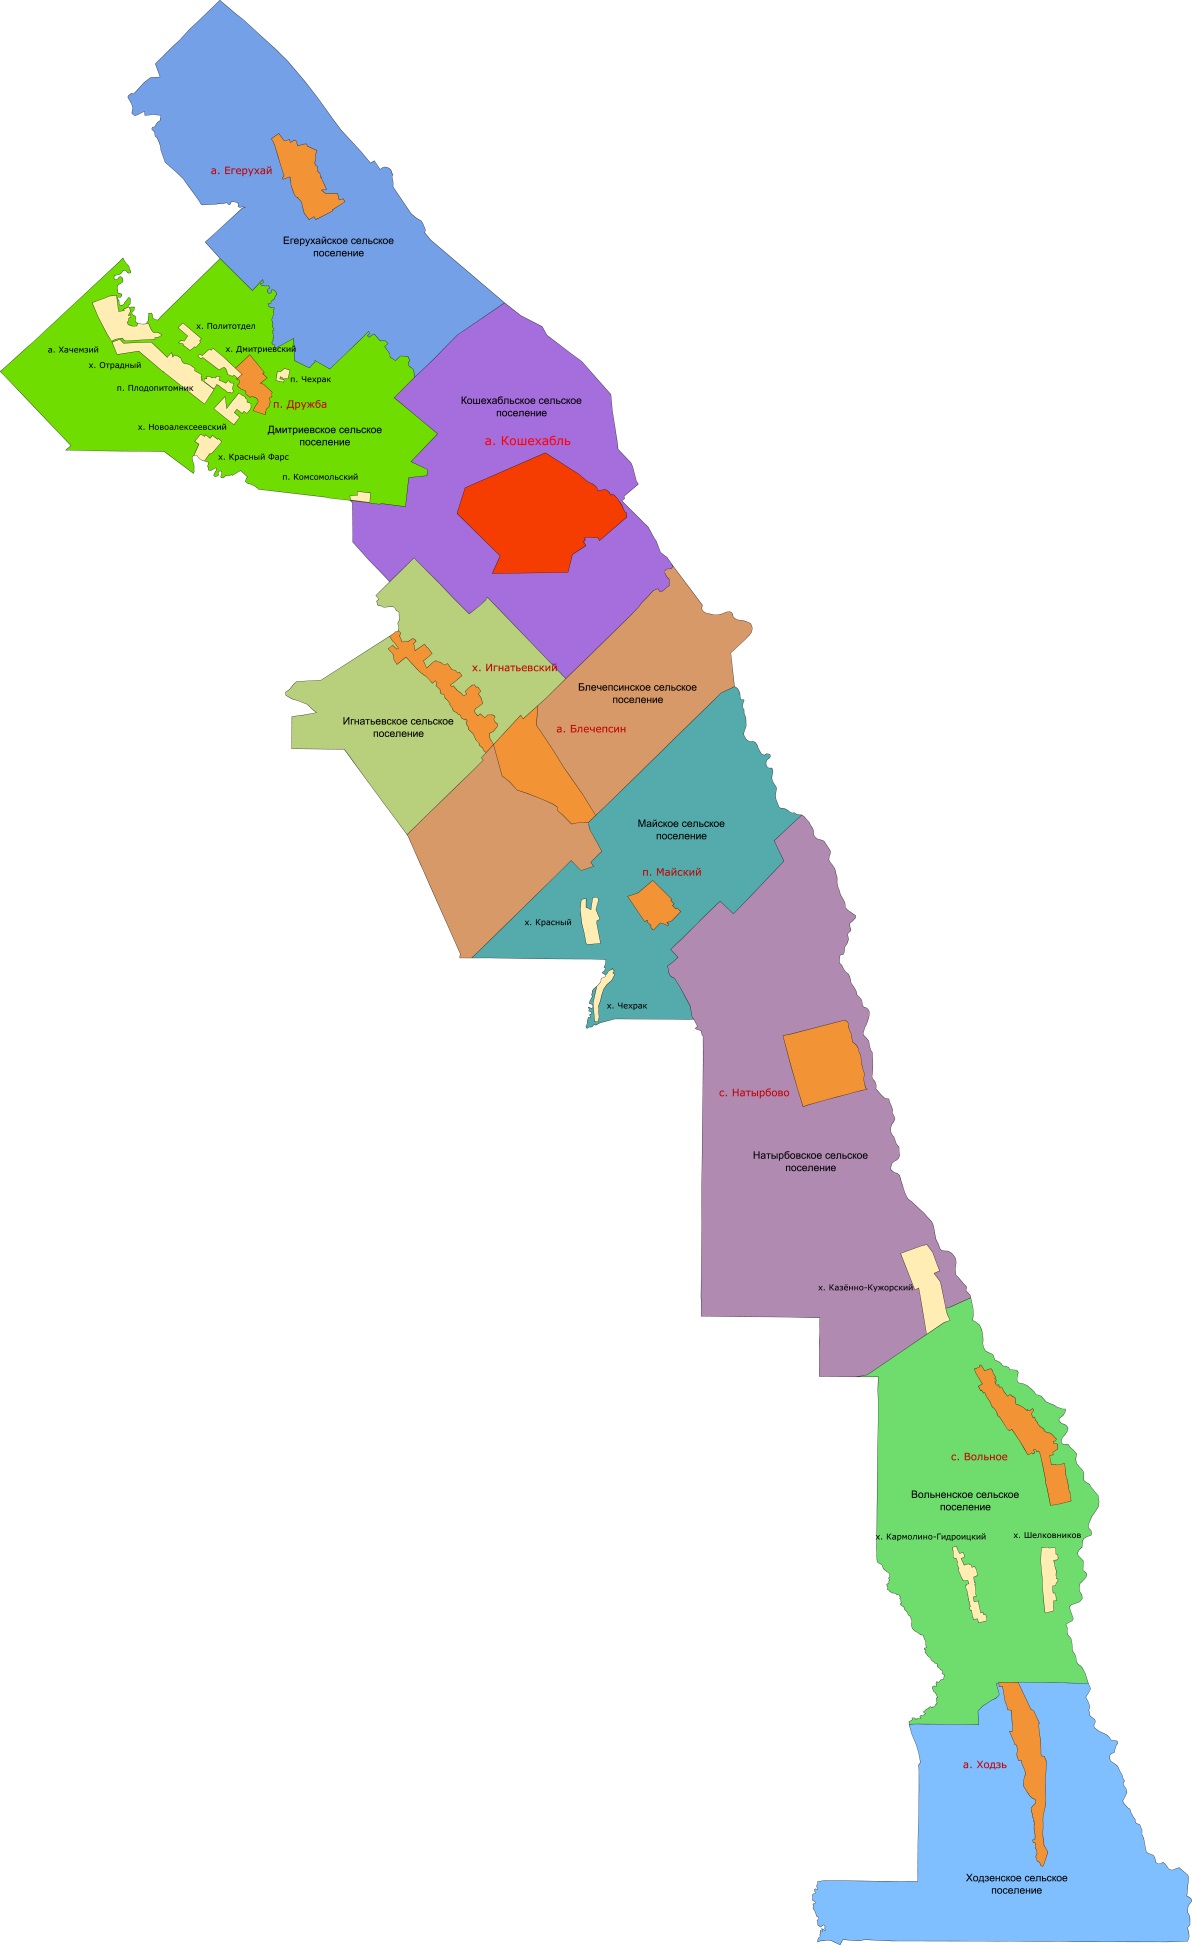 а. Егерухай
Егерухайское сельское
поселение
х. Политотдел
а. Хачемзий
х. Дмитриевский
х. Отрадный
п. Чехрак
п. Плодопитомник
п. Дружба
х. Новоалексеевский
Дмитриевское сельское
поселение
х. Красный Фарс
п. Комсомольский
Кошехабльское сельское
поселение
а. Кошехабль
х. Игнатьевский
Игнатьевское сельское
поселение
Блечепсинское сельское
поселение
а. Блечепсин
Майское сельское
поселение
п. Майский
х. Красный
х. Чехрак
с. Натырбово
Натырбовское сельское
поселение
х. Казённо-Кужорский
с. Вольное
Вольненское сельское
поселение
х. Кармолино-Гидроицкий
х. Шелковников
а. Ходзь
Ходзенское сельское
поселение